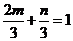 2m/3 + n/3 = 1